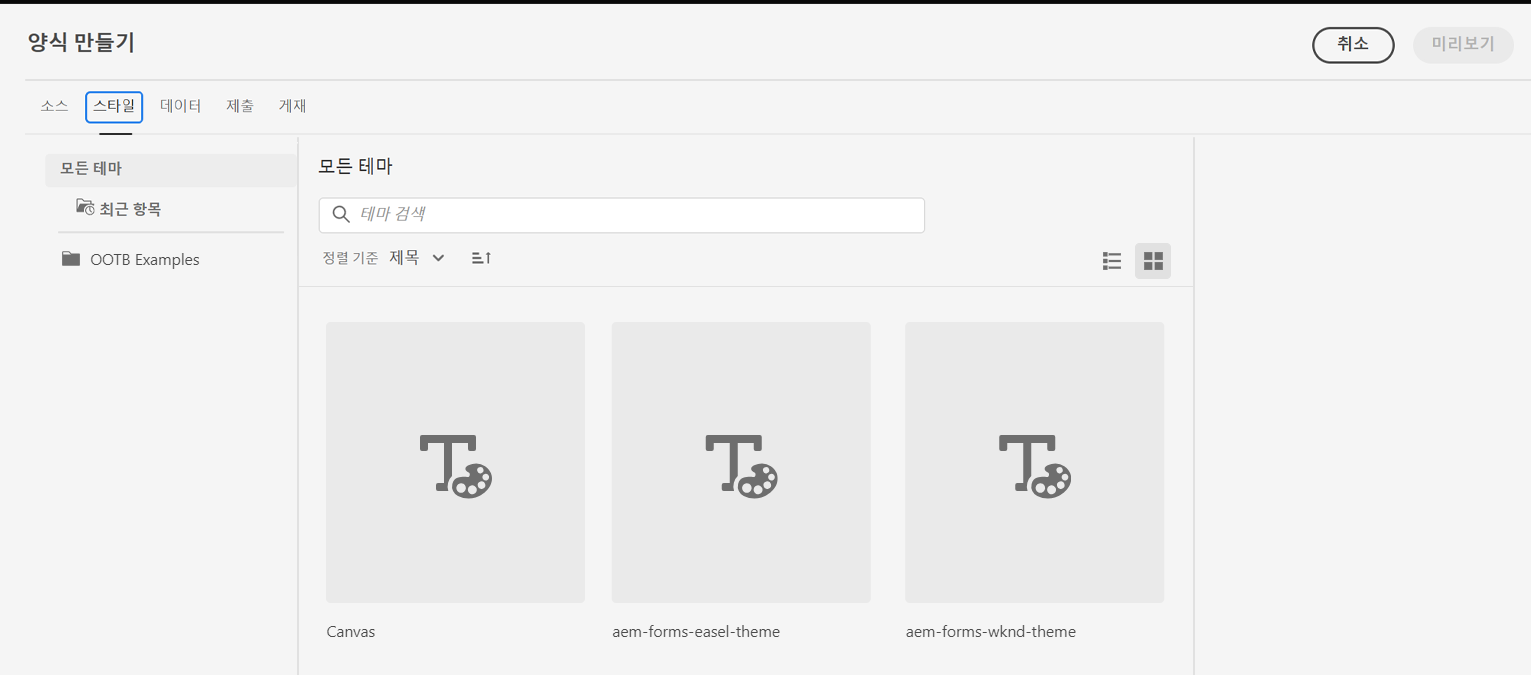 양식 만들기
취소
미리보기
소스 스타일 데이터 제출 게재
모든 테마
최근 항목
OOTB Examples
모든 테마
테마 검색
정렬 기준 제목
Canvas
aem-forms-easel-theme
aem-forms-wknd-theme